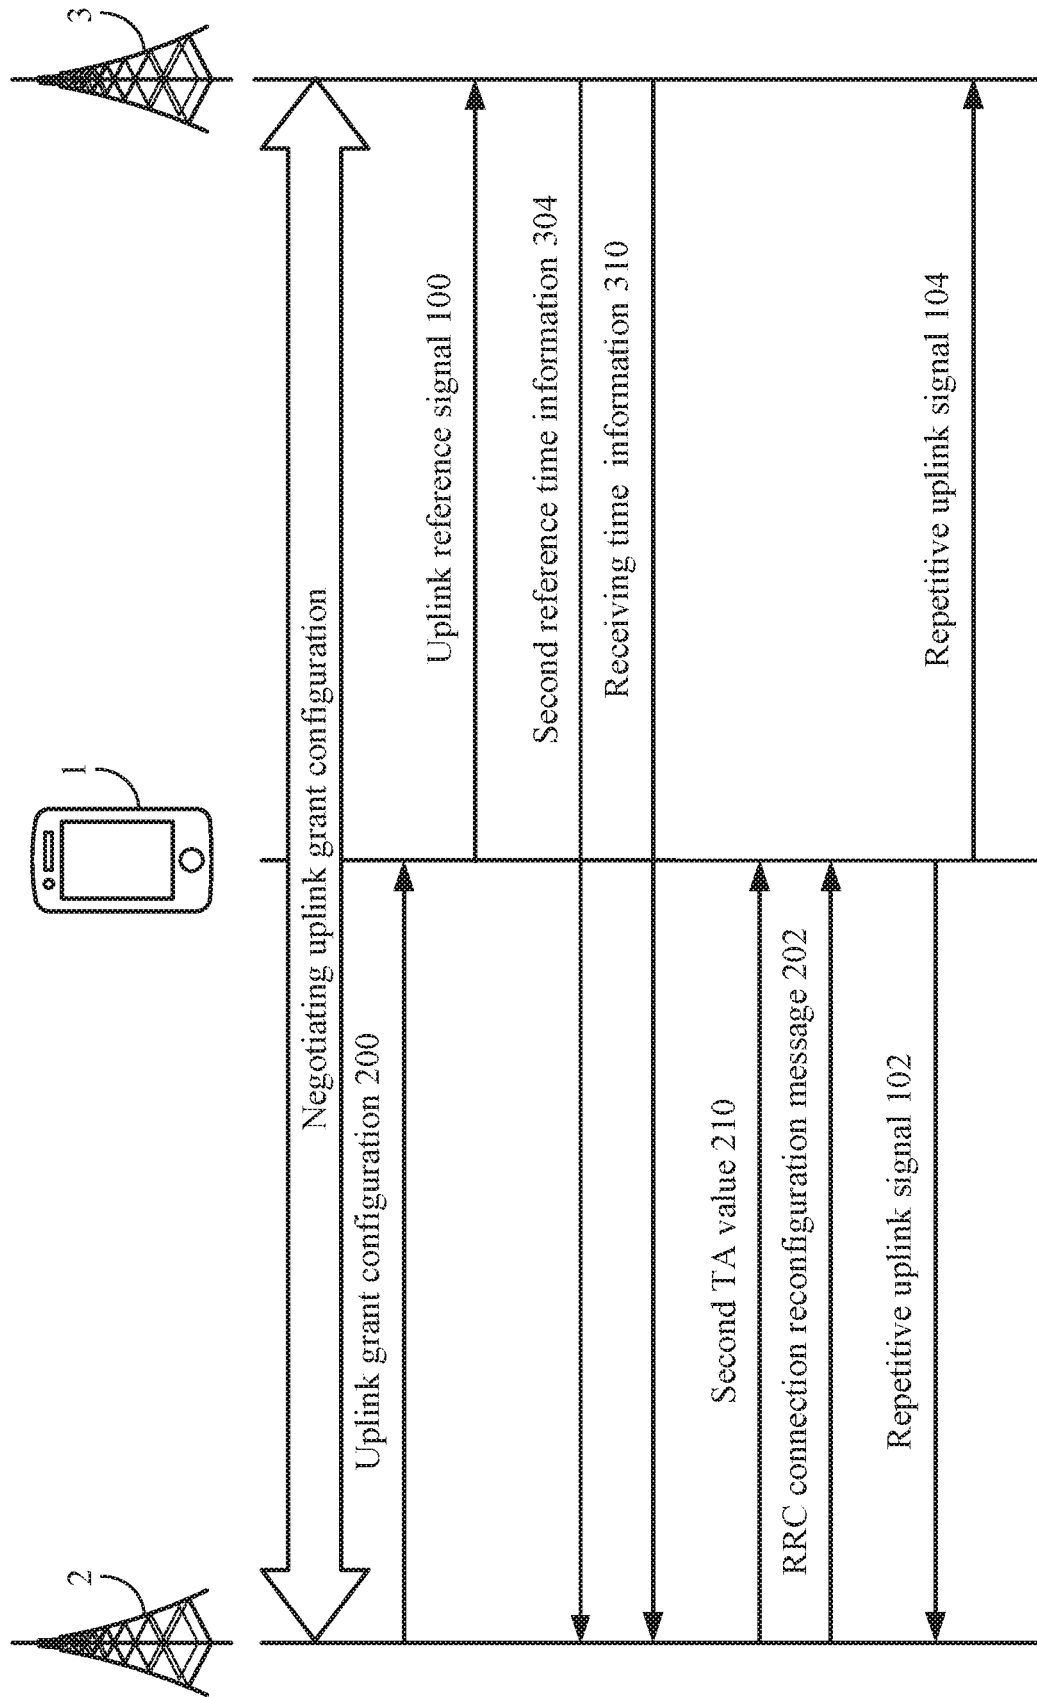 2
1
3
Negotiating uplink grant configuration
Uplink grant configuration 200
Uplink reference signal 100
Second reference time information 304
Receiving time information 310
Second TA value 210
RRC connection reconfiguration message 202
Repetitive uplink signal 102
Repetitive uplink signal 104